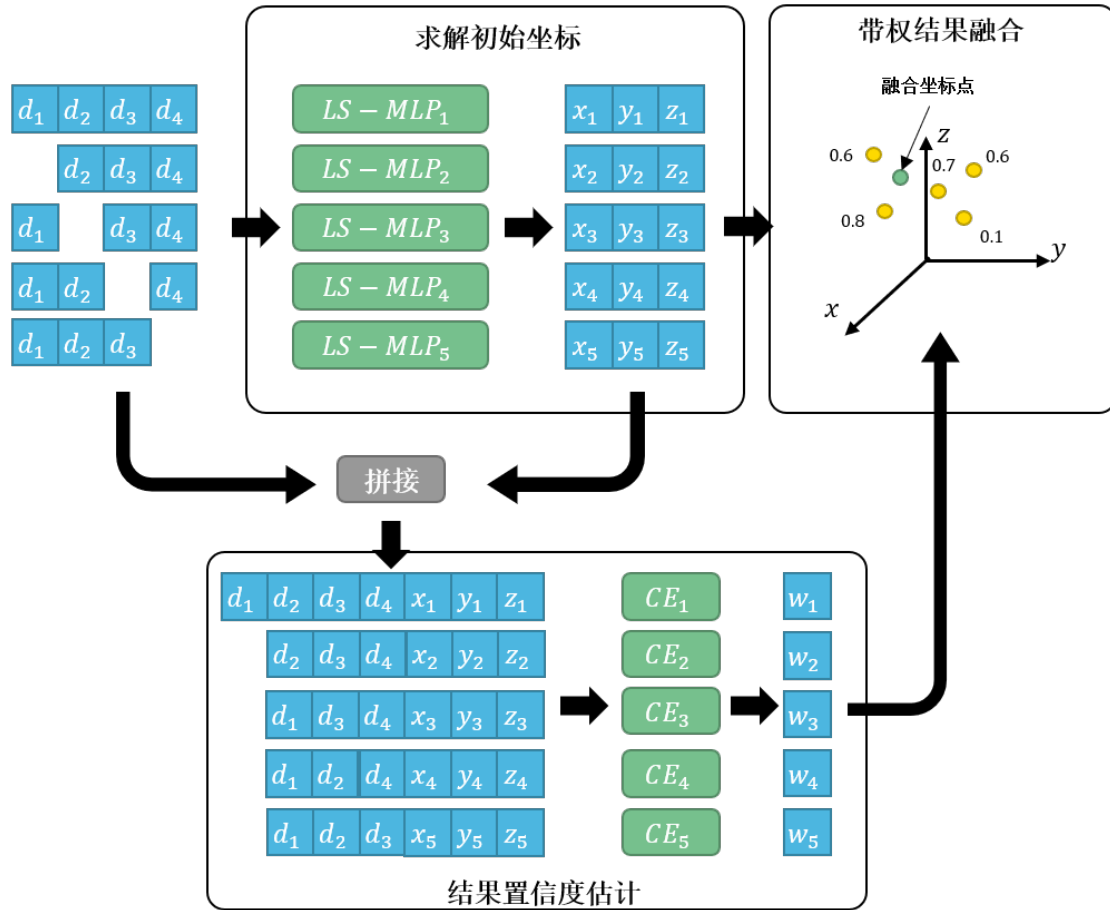 求解初始坐标
带权结果融合
d₁ d₂ d₃ d₄
LS − MLP₁
x₁ y₁ z₁
d₂ d₃ d₄
LS − MLP₂
x₂ y₂ z₂
d₁ d₃ d₄
LS − MLP₃
x₃ y₃ z₃
d₁ d₂ d₄
LS − MLP₄
x₄ y₄ z₄
d₁ d₂ d₃
LS − MLP₅
x₅ y₅ z₅
融合坐标点
z
0.6
0.7
0.6
0.8
0.1
y
x
拼接
d₁ d₂ d₃ d₄ x₁ y₁ z₁
CE₁
w₁
d₂ d₃ d₄ x₂ y₂ z₂
CE₂
w₂
d₁ d₃ d₄ x₃ y₃ z₃
CE₃
w₃
d₁ d₂ d₄ x₄ y₄ z₄
CE₄
w₄
d₁ d₂ d₃ x₅ y₅ z₅
CE₅
w₅
结果置信度估计